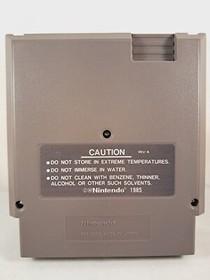 CAUTION REV-A
● DO NOT STORE IN EXTREME TEMPERATURES.
● DO NOT IMMERSE IN WATER.
● DO NOT CLEAN WITH BENZENE, THINNER,
ALCOHOL OR OTHER SUCH SOLVENTS.
©®Nintendo 1985
Nintendo